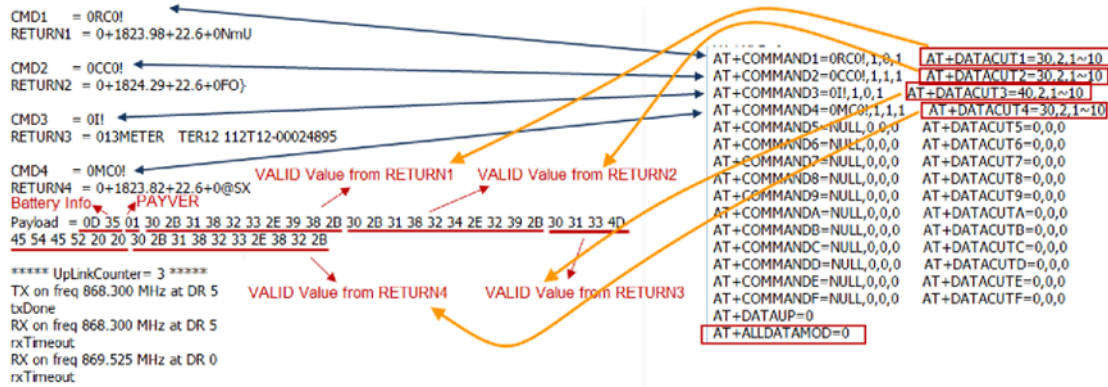 CMD1 = 0RC0!
RETURN1 = 0+1823.98+22.6+0NmU
CMD2 = 0CC0!
RETURN2 = 0+1824.29+22.6+0FO}
CMD3 = 0I!
RETURN3 = 013METER TER12 112T12-00024895
CMD4 = 0MC0!
RETURN4 = 0+1823.82+22.6+0@SX
VALID Value from RETURN1
VALID Value from RETURN2
Battery Info
PAYVER
Payload = 0D 35 01 30 2B 31 38 32 33 2E 39 38 2B 30 2B 31 38 32 34 2E 32 39 2B 30 31 33 4D
45 54 45 52 20 20 30 2B 31 38 32 33 2E 38 32 2B
***** UpLinkCounter= 3 *****
TX on freq 868.300 MHz at DR 5
txDone
RX on freq 868.300 MHz at DR 5
rxTimeout
RX on freq 869.525 MHz at DR 0
rxTimeout
VALID Value from RETURN4
VALID Value from RETURN3
AT+COMMAND1=0RC0!,1,0,1 AT+DATACUT1=30,2,1~10
AT+COMMAND2=0CC0!,1,1,1 AT+DATACUT2=30,2,1~10
AT+COMMAND3=0I!,1,0,1 AT+DATACUT3=40,2,1~10
AT+COMMAND4=0MC0!,1,1,1 AT+DATACUT4=30,2,1~10
AT+COMMAND5=NULL,0,0,0 AT+DATACUT5=0,0,0
AT+COMMAND6=NULL,0,0,0 AT+DATACUT6=0,0,0
AT+COMMAND7=NULL,0,0,0 AT+DATACUT7=0,0,0
AT+COMMAND8=NULL,0,0,0 AT+DATACUT8=0,0,0
AT+COMMAND9=NULL,0,0,0 AT+DATACUT9=0,0,0
AT+COMMANDA=NULL,0,0,0 AT+DATACUTA=0,0,0
AT+COMMANDB=NULL,0,0,0 AT+DATACUTB=0,0,0
AT+COMMANDC=NULL,0,0,0 AT+DATACUTC=0,0,0
AT+COMMANDD=NULL,0,0,0 AT+DATACUTD=0,0,0
AT+COMMANDE=NULL,0,0,0 AT+DATACUTE=0,0,0
AT+COMMANDF=NULL,0,0,0 AT+DATACUTF=0,0,0
AT+DATAUP=0
AT+ALLDATAMOD=0